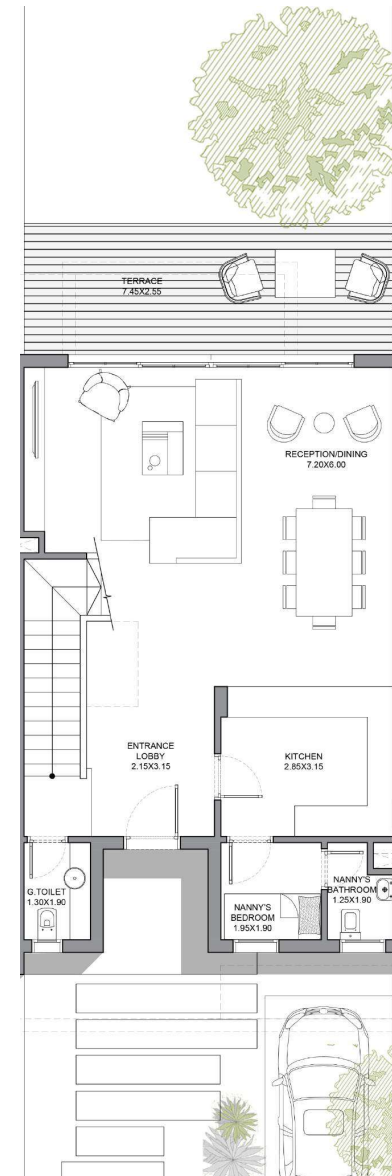 TERRACE
7.45X2.55
RECEPTION/DINING
7.20X6.00
ENTRANCE
LOBBY
2.15X3.15
KITCHEN
2.85X3.15
G.TOILET
1.30X1.90
NANNY'S
BEDROOM
1.95X1.90
NANNY'S
BATHROOM
1.25X1.90